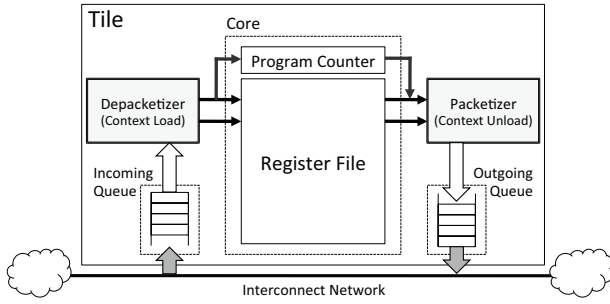 Tile
Core
Program Counter
Depacketizer
(Context Load)
Packetizer
(Context Unload)
Register File
Incoming
Queue
Outgoing
Queue
Interconnect Network